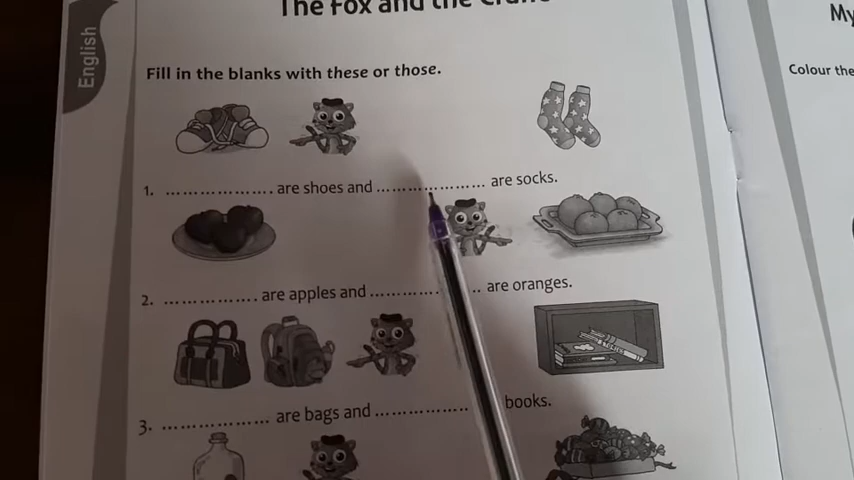 The Fox and the Crane
English
Fill in the blanks with these or those.
1. .................... are shoes and .................... are socks.
2. ................. are apples and .................... are oranges.
3. .................... are bags and .................... books.
My
Colour the